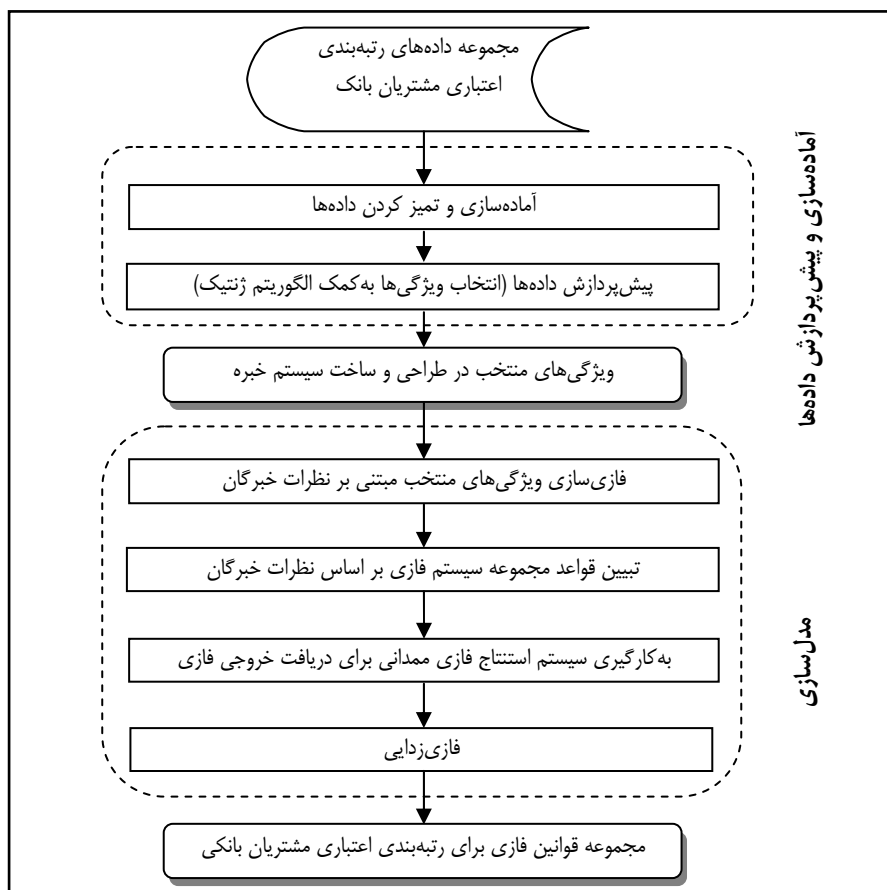 مجموعه داده‌های رتبه‌بندی
اعتباری مشتریان بانک
آماده‌سازی و پیش‌پردازش داده‌ها
آماده‌سازی و تمیز کردن داده‌ها
پیش‌پردازش داده‌ها (انتخاب ویژگی‌ها به‌کمک الگوریتم ژنتیک)
ویژگی‌های منتخب در طراحی و ساخت سیستم خبره
مدل‌سازی
فازی‌سازی ویژگی‌های منتخب مبتنی بر نظرات خبرگان
تبیین قواعد مجموعه سیستم فازی بر اساس نظرات خبرگان
به‌کارگیری سیستم استنتاج فازی ممدانی برای دریافت خروجی فازی
فازی‌زدایی
مجموعه قوانین فازی برای رتبه‌بندی اعتباری مشتریان بانکی